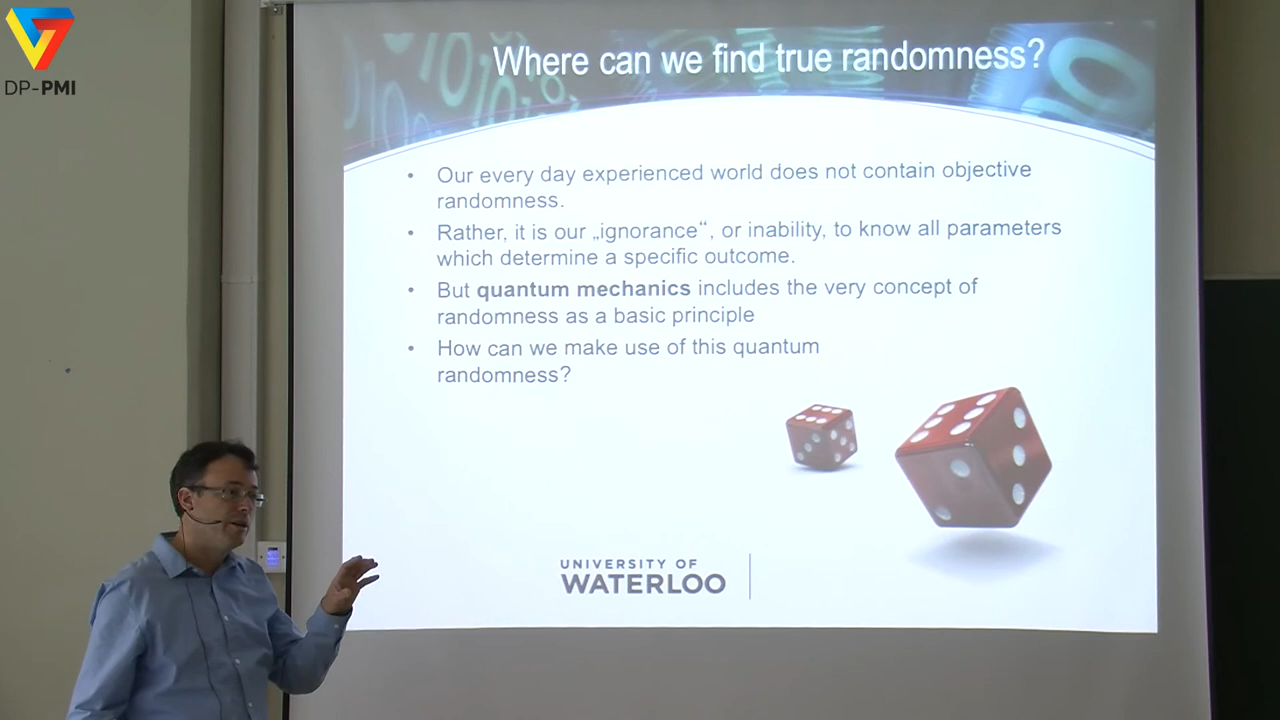 DP-PMI
Where can we find true randomness?
• Our every day experienced world does not contain objective
randomness.
• Rather, it is our „ignorance“, or inability, to know all parameters
which determine a specific outcome.
• But quantum mechanics includes the very concept of
randomness as a basic principle
• How can we make use of this quantum
randomness?
UNIVERSITY OF
WATERLOO